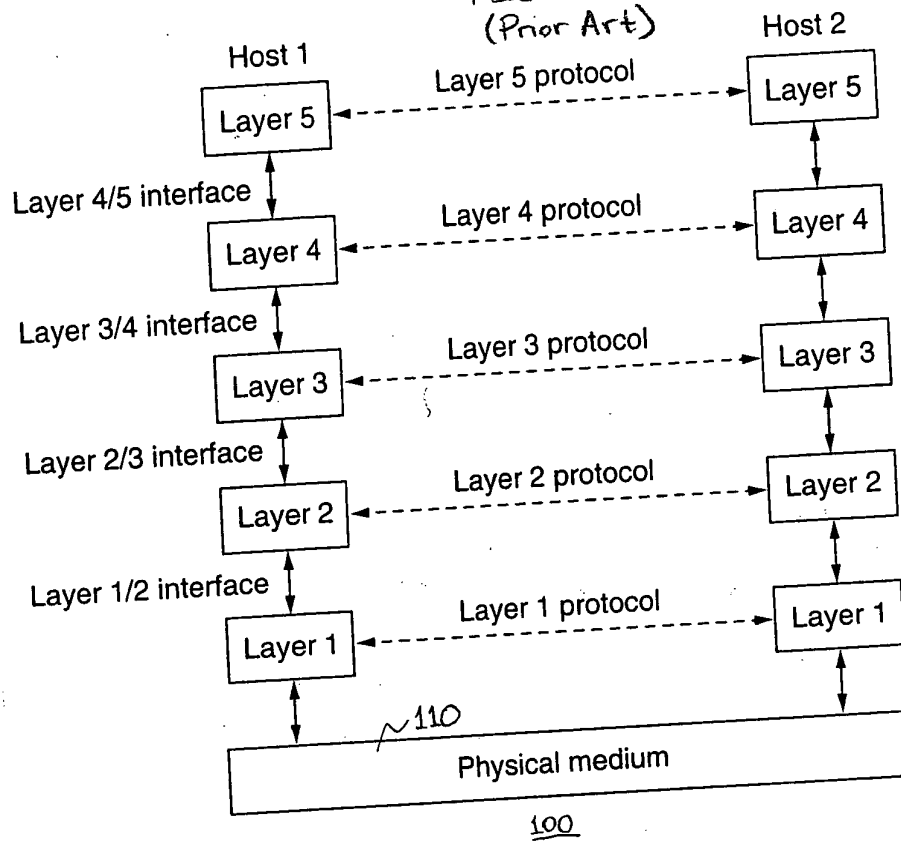 (Prior Art)
Host 1
Host 2
Layer 5
Layer 5 protocol
Layer 5
Layer 4/5 interface
Layer 4
Layer 4 protocol
Layer 4
Layer 3/4 interface
Layer 3
Layer 3 protocol
Layer 3
Layer 2/3 interface
Layer 2
Layer 2 protocol
Layer 2
Layer 1/2 interface
Layer 1
Layer 1 protocol
Layer 1
110
Physical medium
100